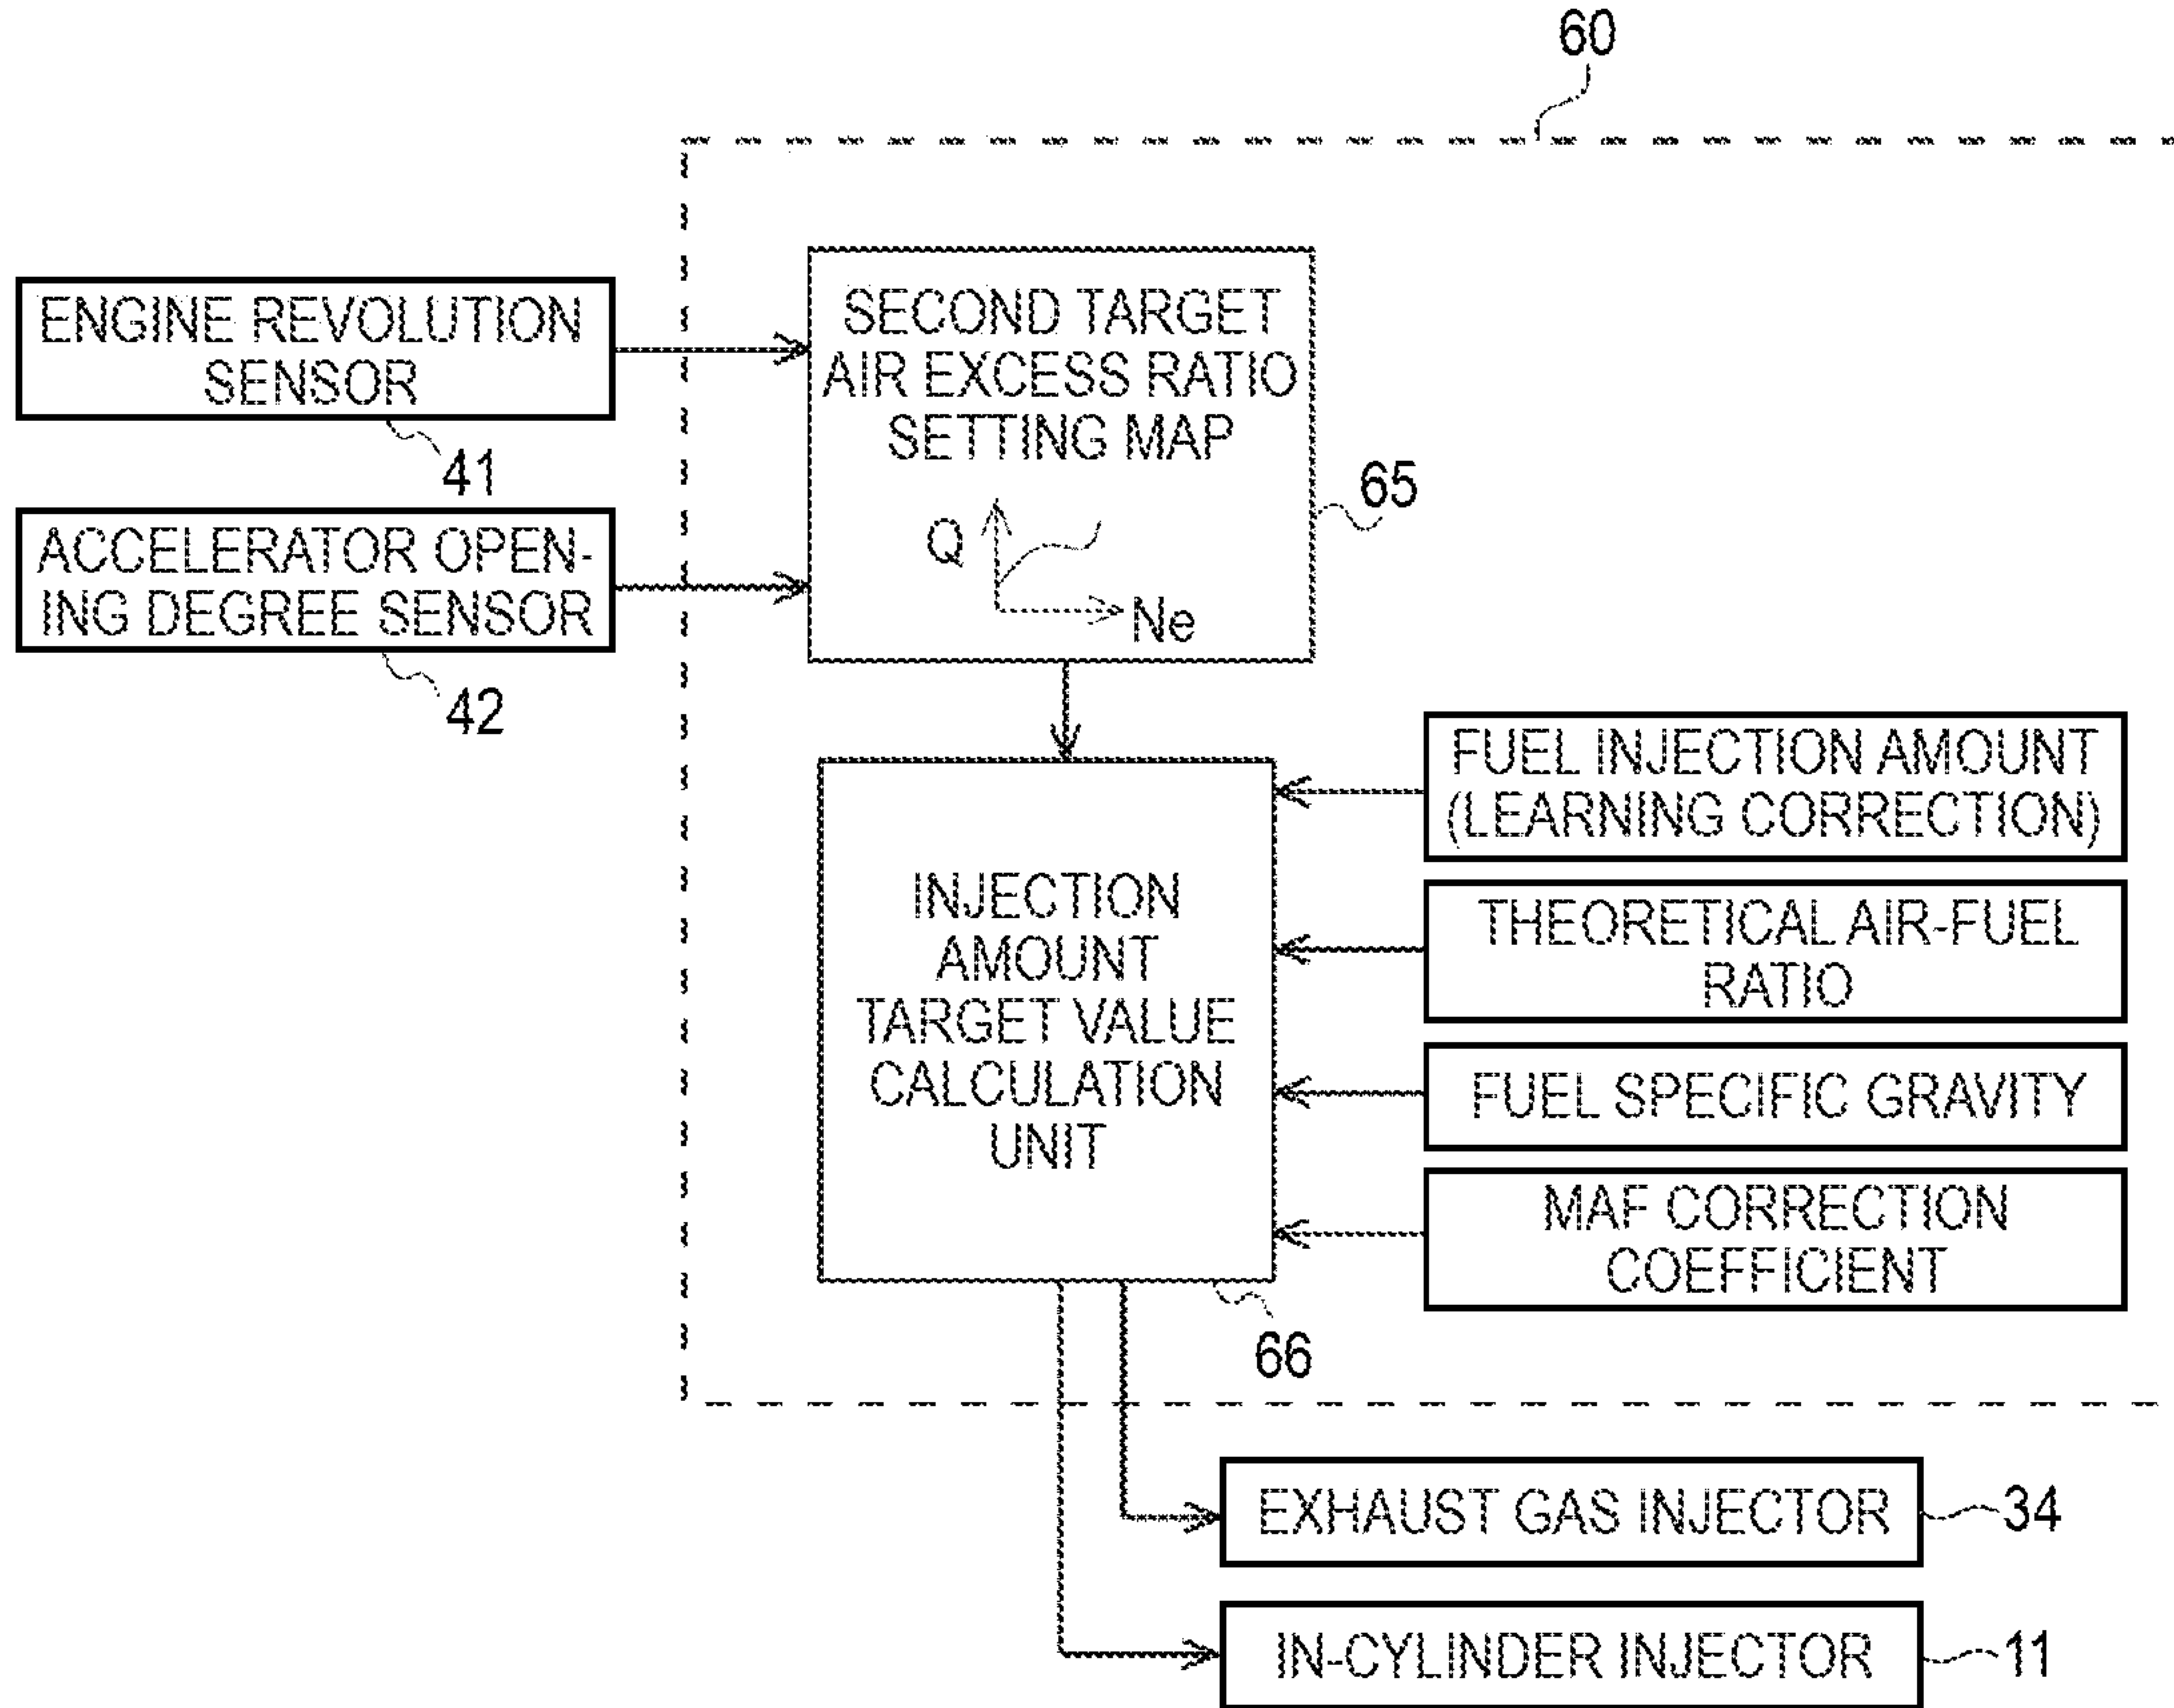 60
ENGINE REVOLUTION
SENSOR
41
ACCELERATOR OPEN-
ING DEGREE SENSOR
42
SECOND TARGET
AIR EXCESS RATIO
SETTING MAP
Q
Ne
65
INJECTION
AMOUNT
TARGET VALUE
CALCULATION
UNIT
66
FUEL INJECTION AMOUNT
(LEARNING CORRECTION)
THEORETICAL AIR-FUEL
RATIO
FUEL SPECIFIC GRAVITY
MAF CORRECTION
COEFFICIENT
EXHAUST GAS INJECTOR
34
IN-CYLINDER INJECTOR
11